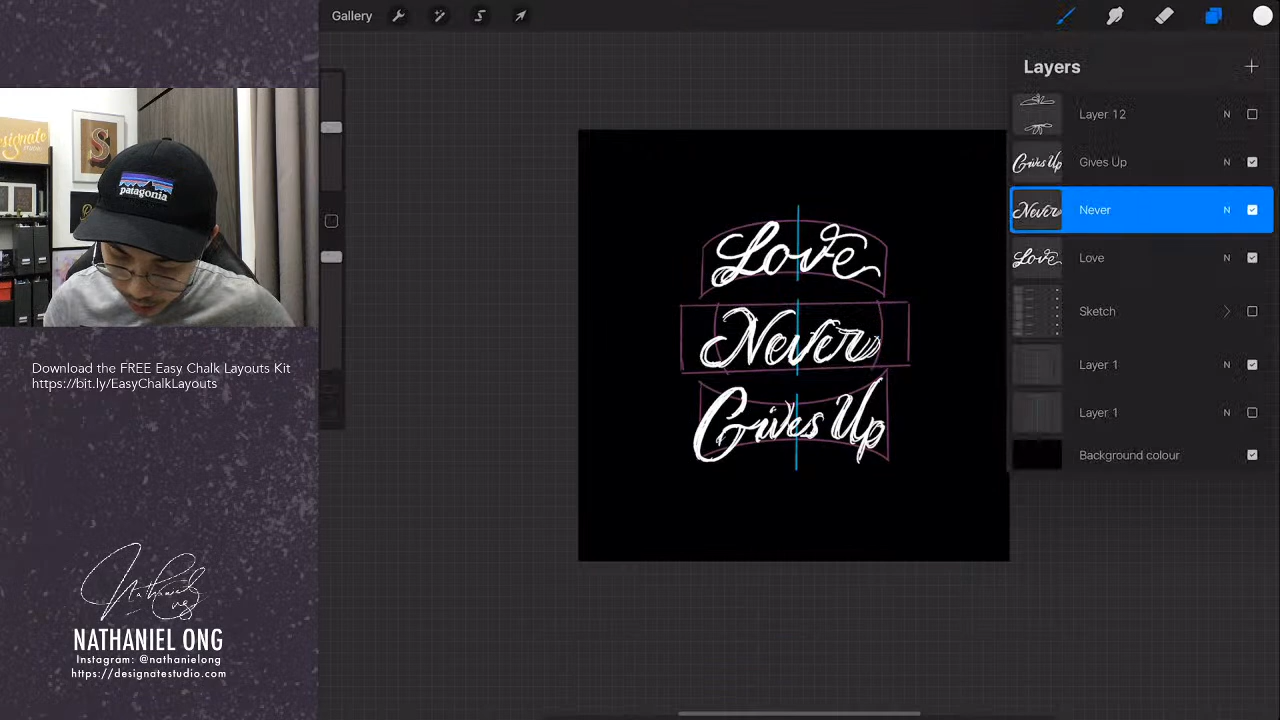 Gallery
Layers
Layer 12 N
Gives Up N
Never N
Love N
Sketch
Layer 1 N
Layer 1 N
Background colour
Love
Never
Gives Up
Designate
S
patagonia
Download the FREE Easy Chalk Layouts Kit
https://bit.ly/EasyChalkLayouts
NATHANIEL ONG
Instagram: @nathanielong
https://designatestudio.com